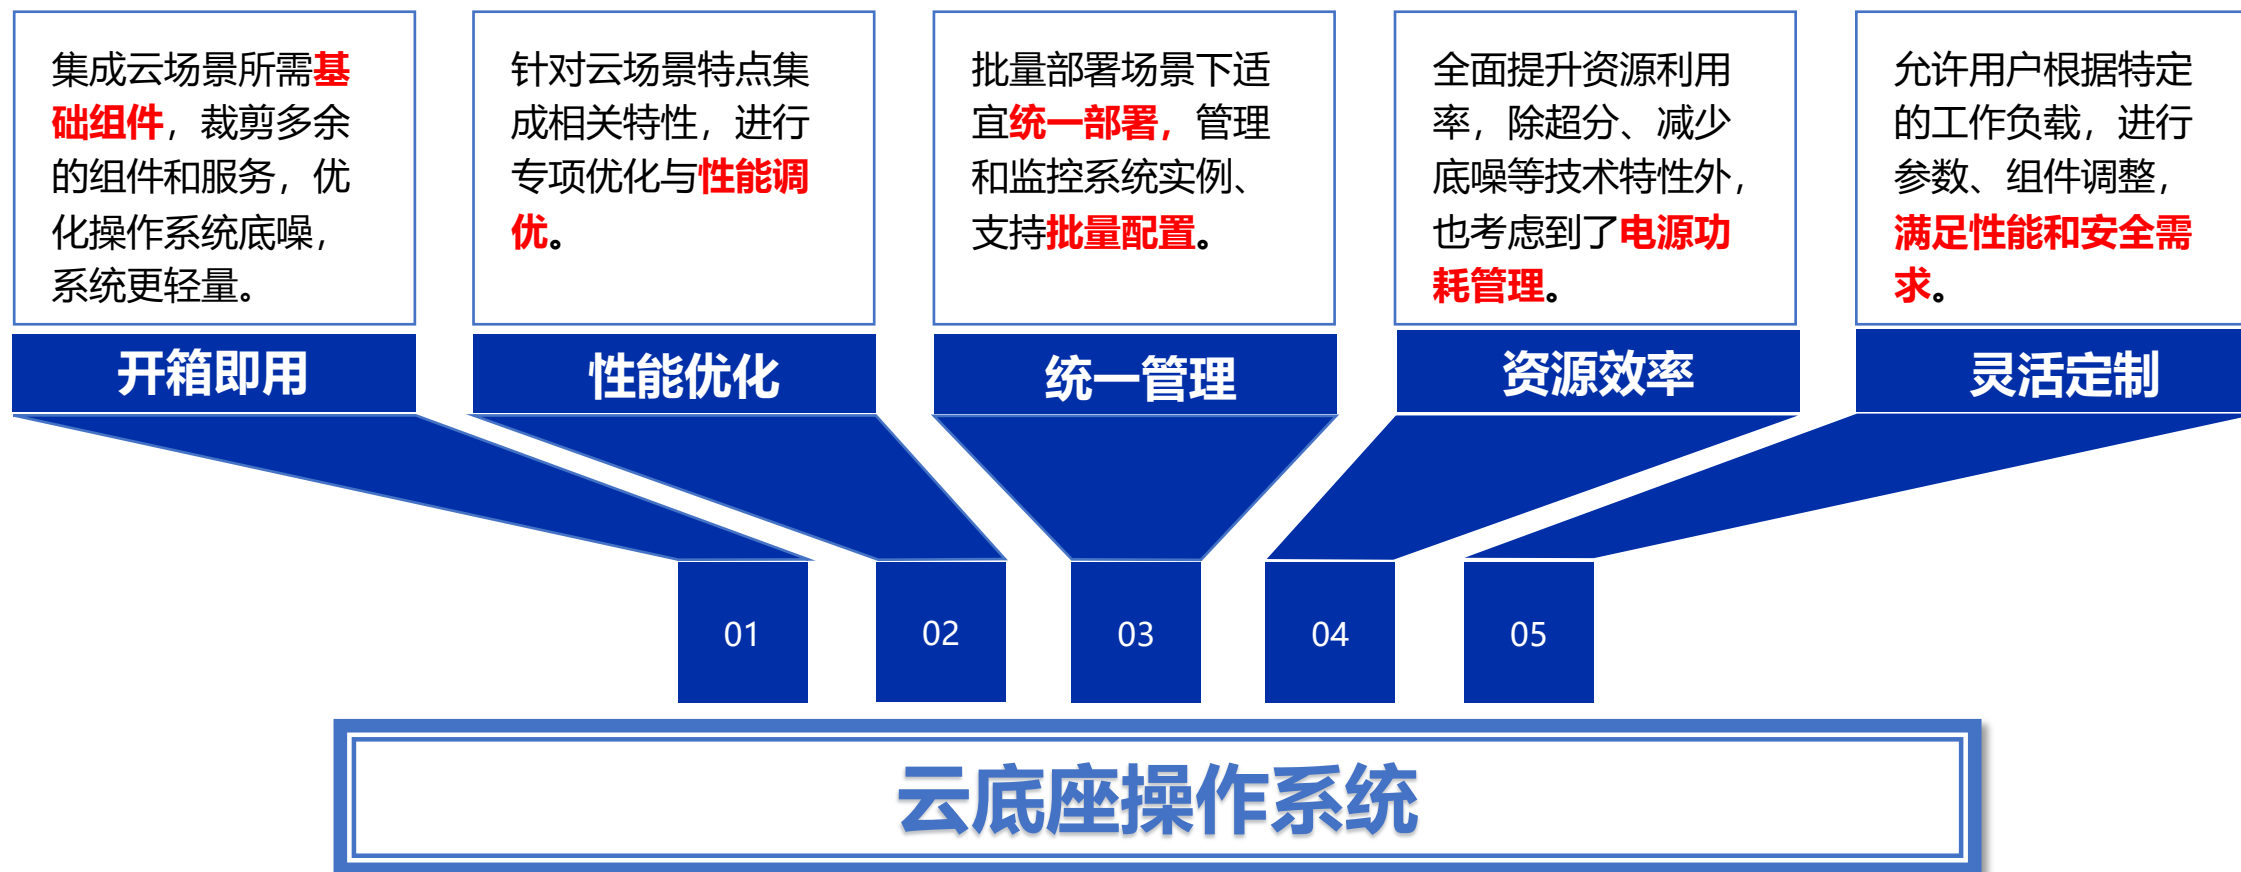 集成云场景所需基
础组件，裁剪多余
的组件和服务，优
化操作系统底噪，
系统更轻量。
开箱即用
针对云场景特点集
成相关特性，进行
专项优化与性能调
优。
性能优化
批量部署场景下适
宜统一部署，管理
和监控系统实例、
支持批量配置。
统一管理
全面提升资源利用
率，除超分、减少
底噪等技术特性外，
也考虑到了电源功
耗管理。
资源效率
允许用户根据特定
的工作负载，进行
参数、组件调整，
满足性能和安全需
求。
灵活定制
01
02
03
04
05
云底座操作系统